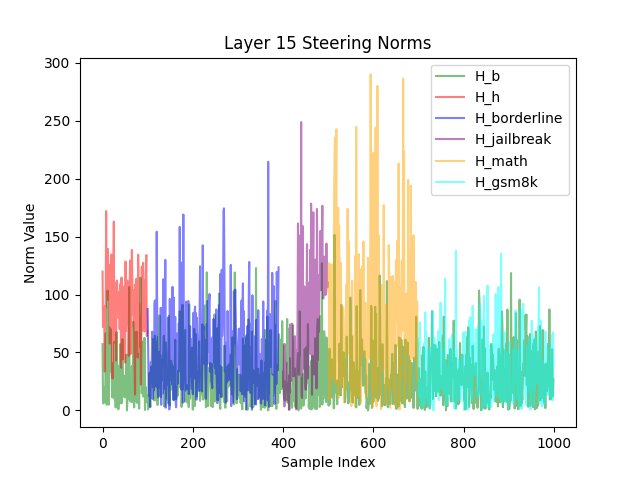 Layer 15 Steering Norms
300
250
200
150
100
50
0
Norm Value
H_b
H_h
H_borderline
H_jailbreak
H_math
H_gsm8k
0
200
400
600
800
1000
Sample Index